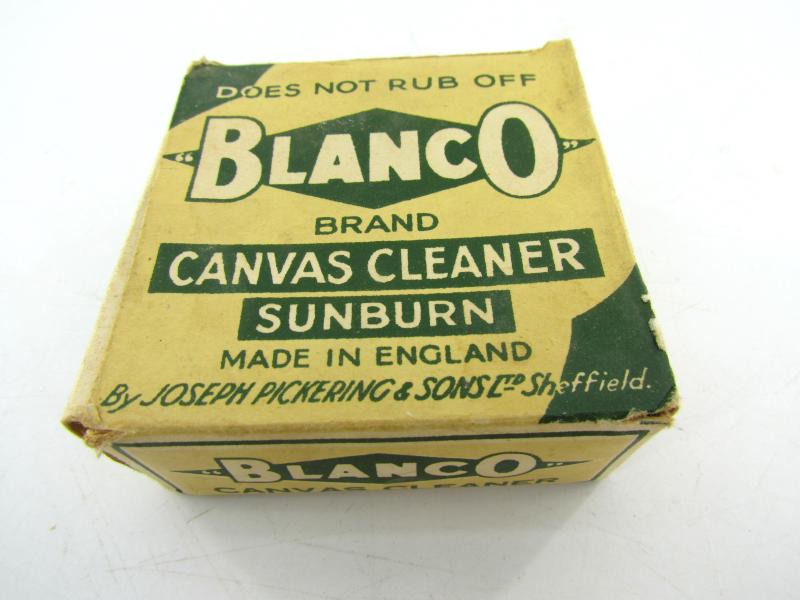 DOES NOT RUB OFF
"BLANCO"
BRAND
CANVAS CLEANER
SUNBURN
MADE IN ENGLAND
By JOSEPH PICKERING & SONS LTD Sheffield.
"BLANCO"
CANVAS CLEANER